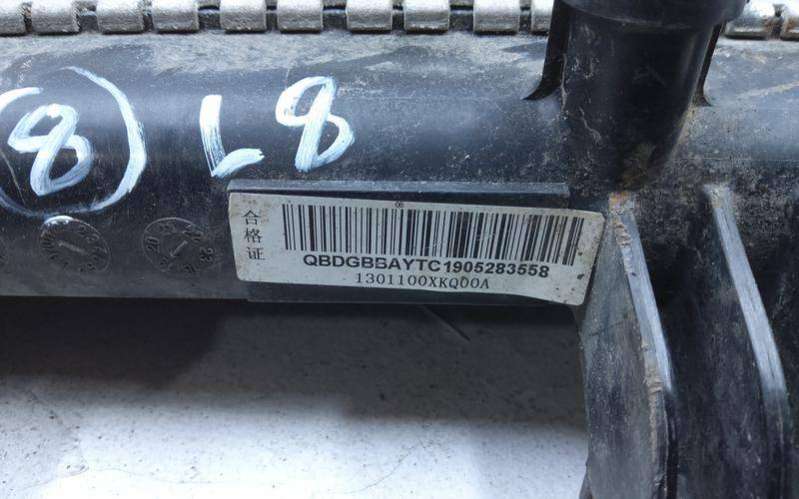 8 L8
合格证
QBDGBBAYTC1905283558
1301100XKQ00A